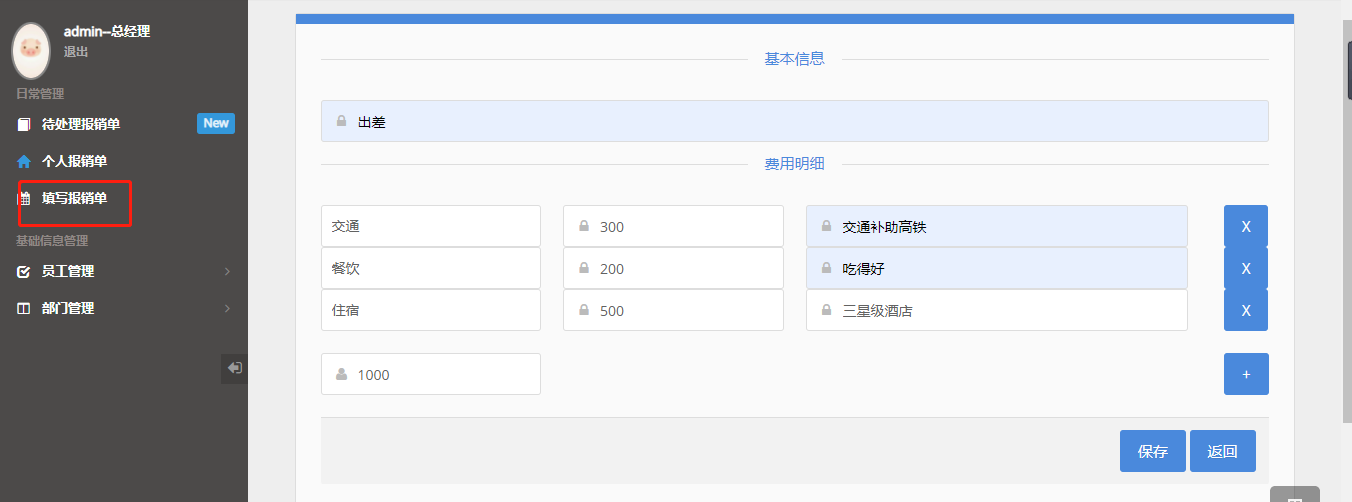 admin--总经理
退出
日常管理
待处理报销单 New
个人报销单
填写报销单
基础信息管理
员工管理
部门管理
基本信息
出差
费用明细
交通 300 交通补助高铁 X
餐饮 200 吃得好 X
住宿 500 三星级酒店 X
1000 +
保存 返回